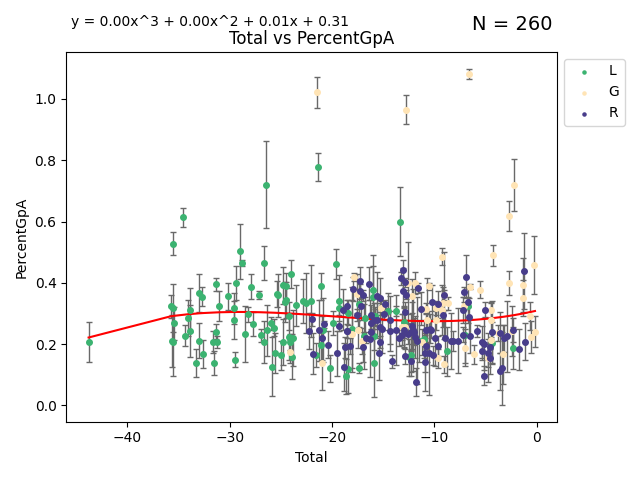 y = 0.00x^3 + 0.00x^2 + 0.01x + 0.31
N = 260
Total vs PercentGpA
L
G
R
PercentGpA
1.0
0.8
0.6
0.4
0.2
0.0
−40
−30
−20
−10
0
Total